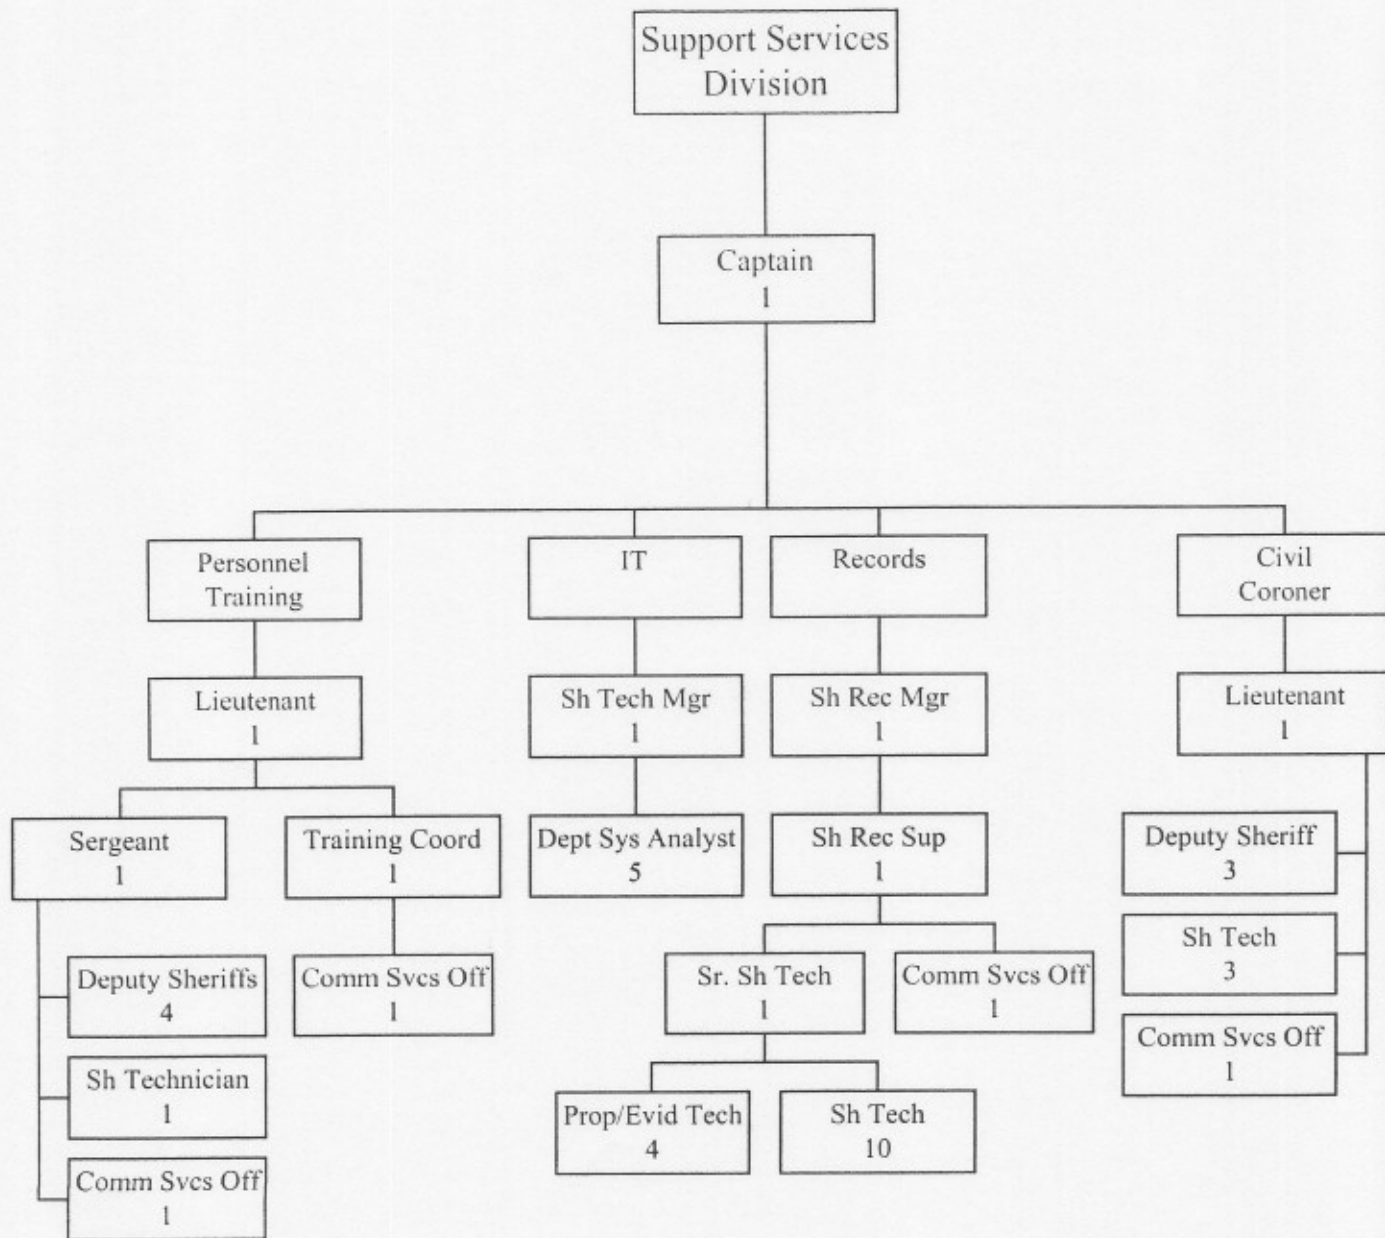 Support Services
Division
Captain
1
Personnel
Training
IT
Records
Civil
Coroner
Lieutenant
1
Sh Tech Mgr
1
Sh Rec Mgr
1
Lieutenant
1
Sergeant
1
Training Coord
1
Dept Sys Analyst
5
Sh Rec Sup
1
Deputy Sheriff
3
Deputy Sheriffs
4
Comm Svcs Off
1
Sr. Sh Tech
1
Comm Svcs Off
1
Sh Tech
3
Sh Technician
1
Prop/Evid Tech
4
Sh Tech
10
Comm Svcs Off
1
Comm Svcs Off
1